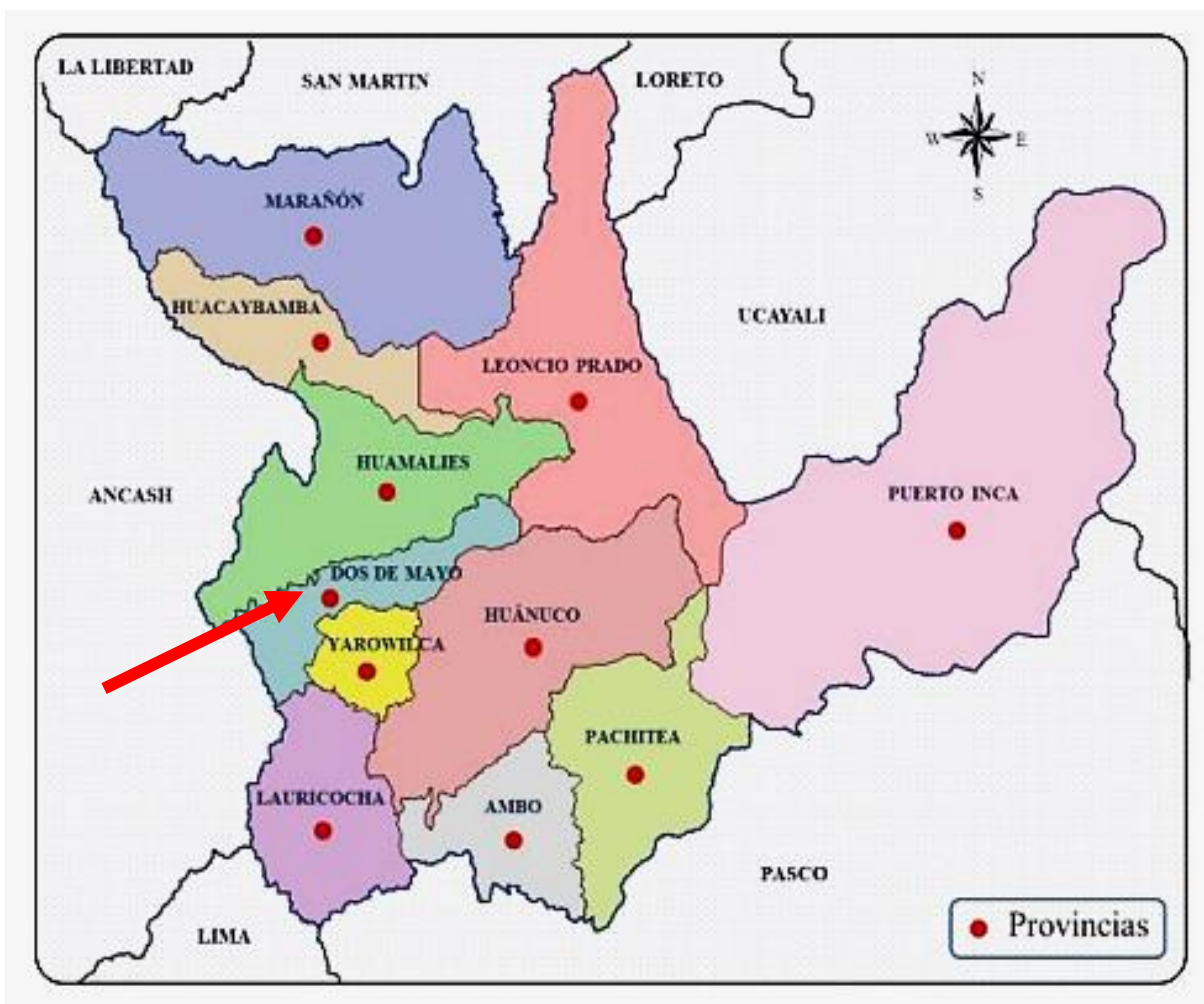 LA LIBERTAD
SAN MARTIN
LORETO
N
W
E
S
MARAÑÓN
HUACAYBAMBA
UCAYALI
LEONCIO PRADO
HUAMALIES
ANCASH
PUERTO INCA
DOS DE MAYO
HUÁNUCO
YAROWILCA
PACHITEA
LAURICOCHA
AMBO
PASCO
LIMA
Provincias